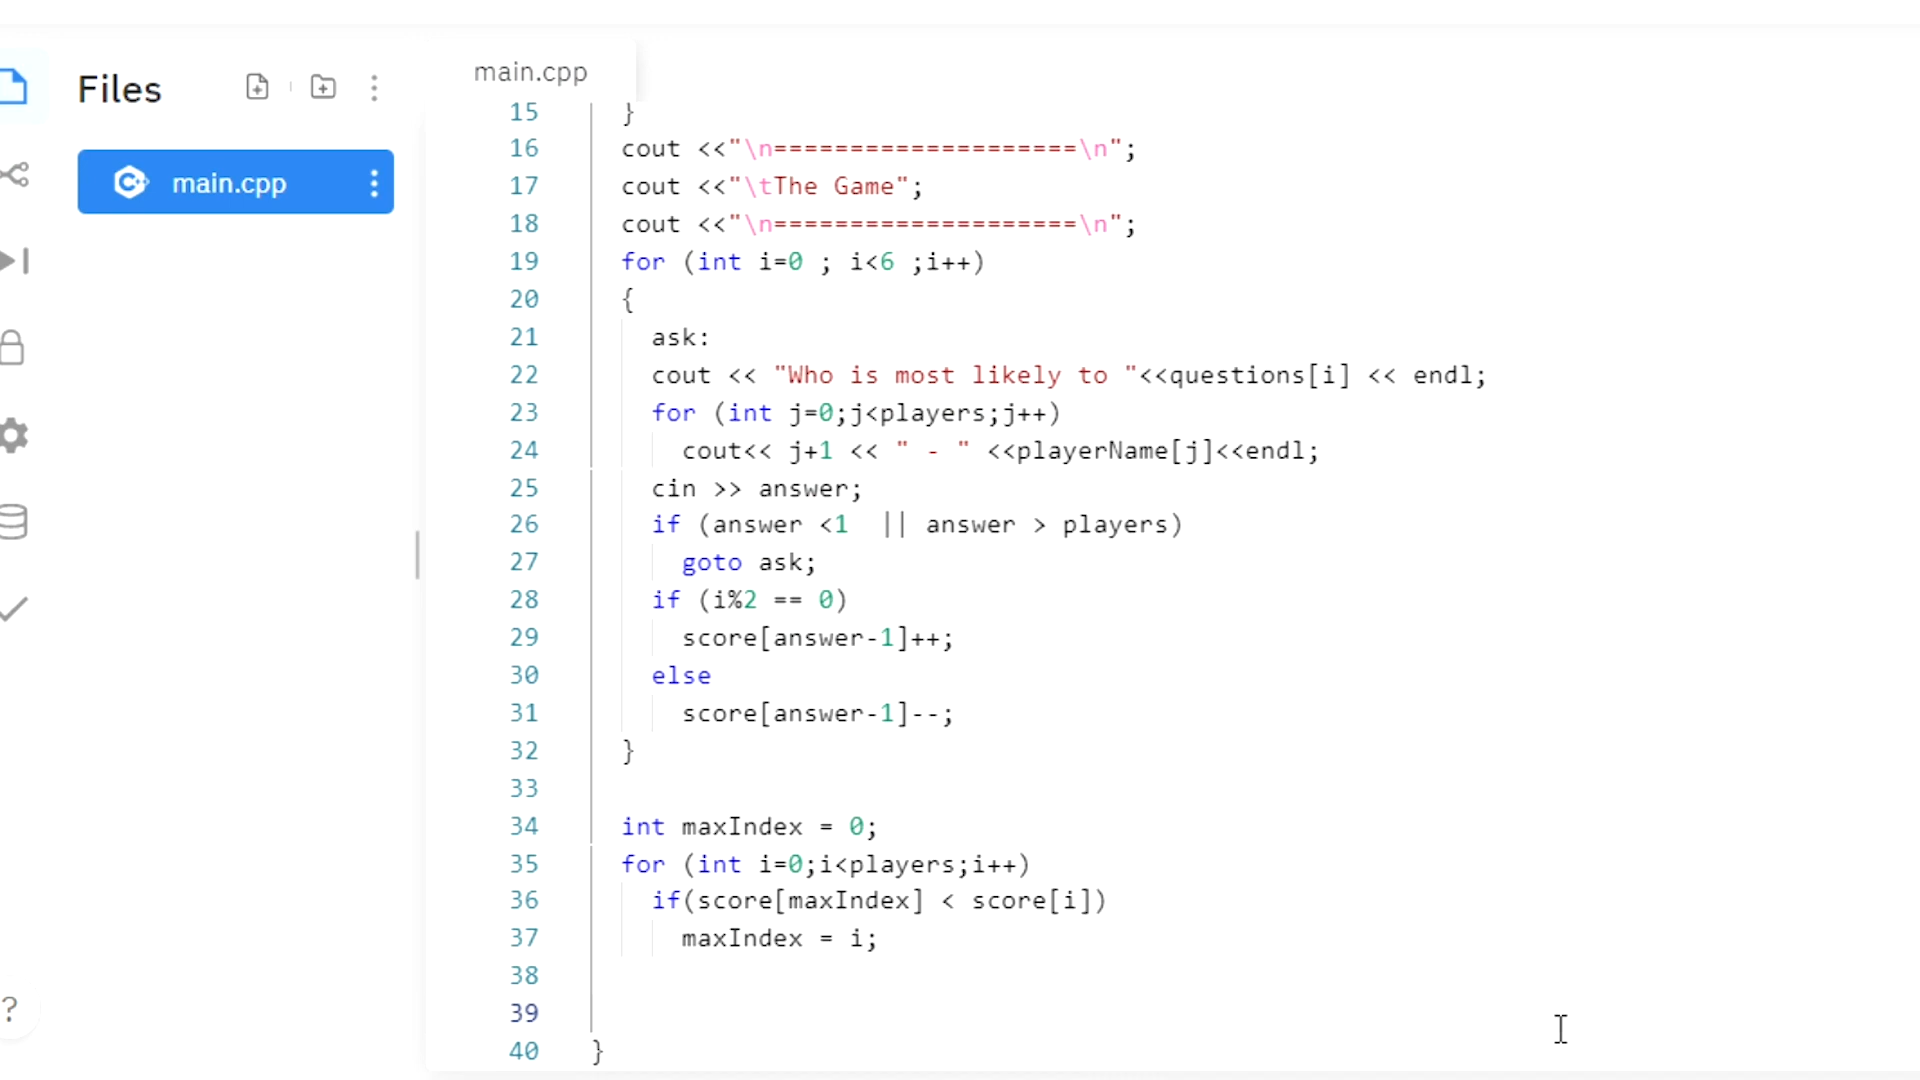 Files
main.cpp
main.cpp
15 }
16 cout <<"\n====================\n";
17 cout <<"\tThe Game";
18 cout <<"\n====================\n";
19 for (int i=0 ; i<6 ;i++)
20 {
21 ask:
22 cout << "Who is most likely to "<<questions[i] << endl;
23 for (int j=0;j<players;j++)
24 cout<< j+1 << " - " <<playerName[j]<<endl;
25 cin >> answer;
26 if (answer <1  || answer > players)
27 goto ask;
28 if (i%2 == 0)
29 score[answer-1]++;
30 else
31 score[answer-1]--;
32 }
33
34 int maxIndex = 0;
35 for (int i=0;i<players;i++)
36 if(score[maxIndex] < score[i])
37 maxIndex = i;
38
39
40 }
?